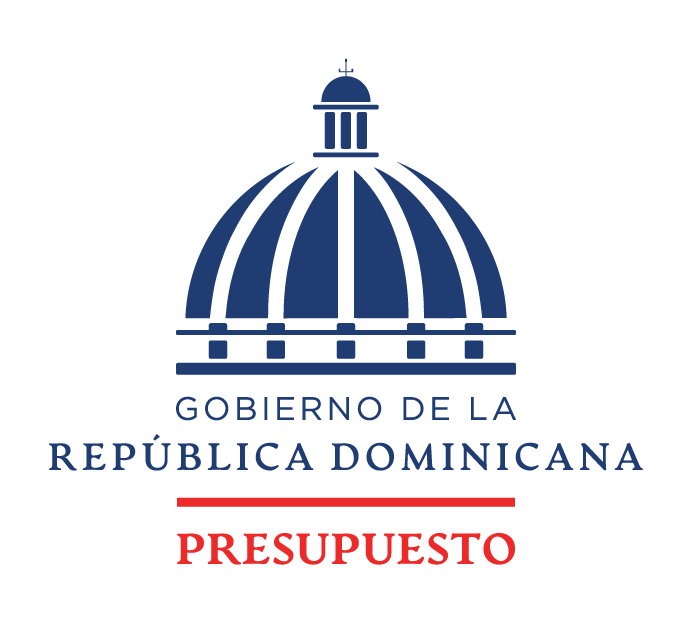 GOBIERNO DE LA
REPÚBLICA DOMINICANA
PRESUPUESTO